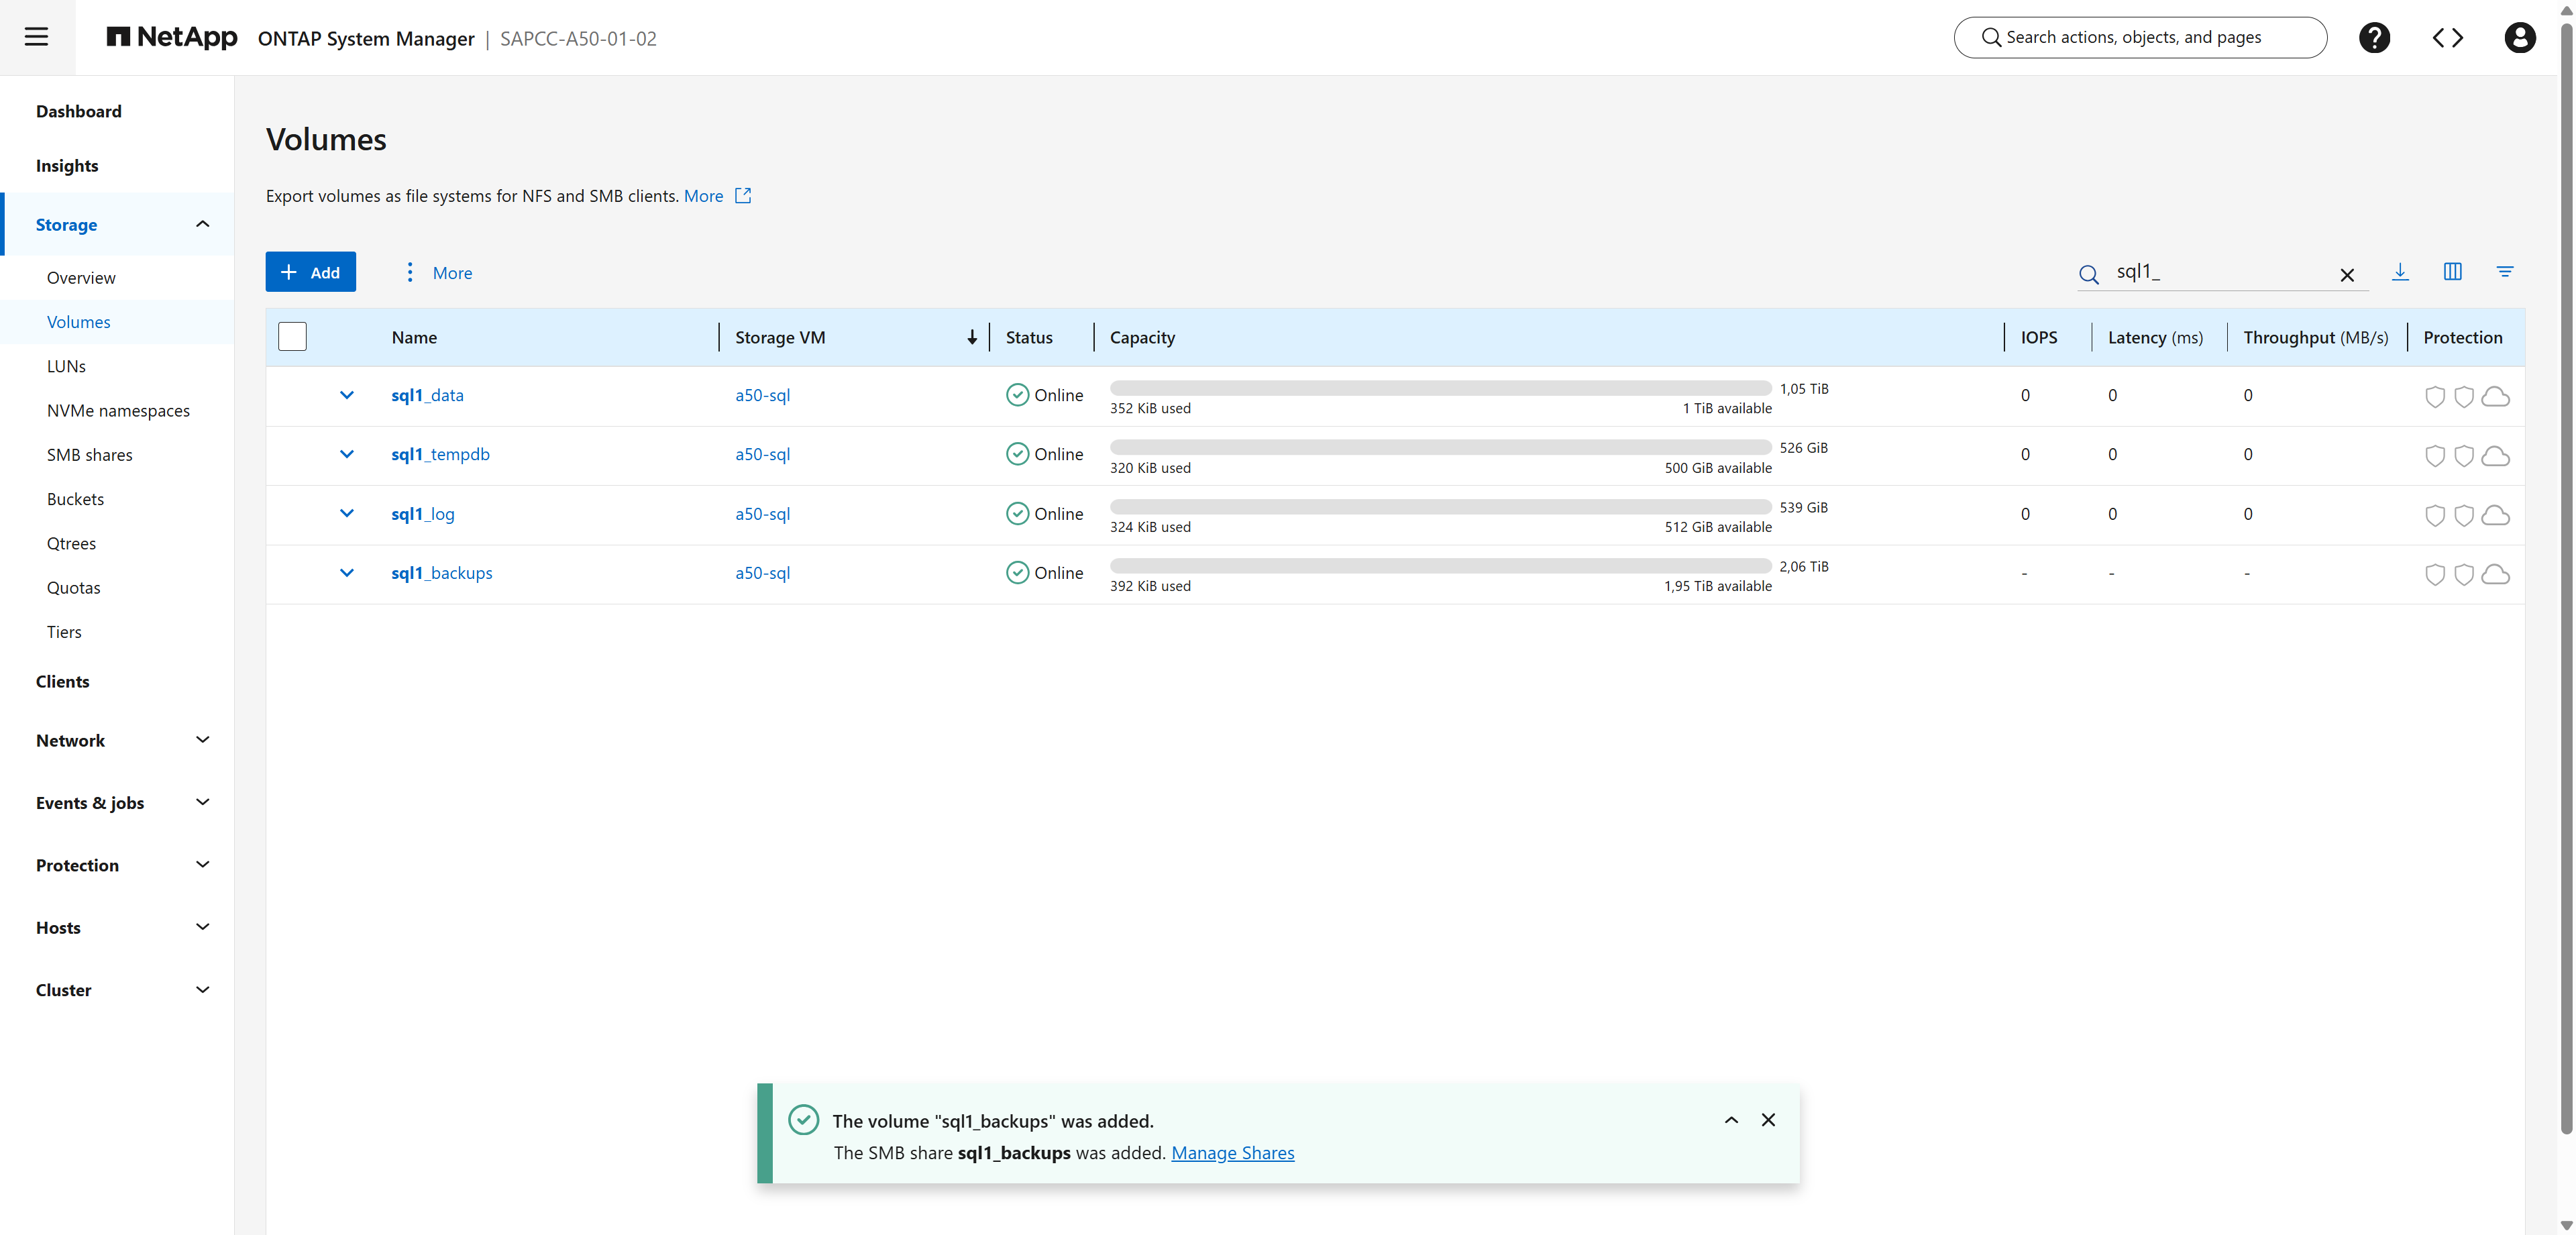 NetApp ONTAP System Manager | SAPCC-A50-01-02
Search actions, objects, and pages
Dashboard
Insights
Storage
Overview
Volumes
LUNs
NVMe namespaces
SMB shares
Buckets
Qtrees
Quotas
Tiers
Clients
Network
Events & jobs
Protection
Hosts
Cluster
Volumes
Export volumes as file systems for NFS and SMB clients. More
Add More
sql1_
Name Storage VM Status Capacity IOPS Latency (ms) Throughput (MB/s) Protection
sql1_data a50-sql Online 1,05 TiB 0 0 0
352 KiB used 1 TiB available
sql1_tempdb a50-sql Online 526 GiB 0 0 0
320 KiB used 500 GiB available
sql1_log a50-sql Online 539 GiB 0 0 0
324 KiB used 512 GiB available
sql1_backups a50-sql Online 2,06 TiB - - -
392 KiB used 1,95 TiB available
The volume "sql1_backups" was added.
The SMB share sql1_backups was added. Manage Shares